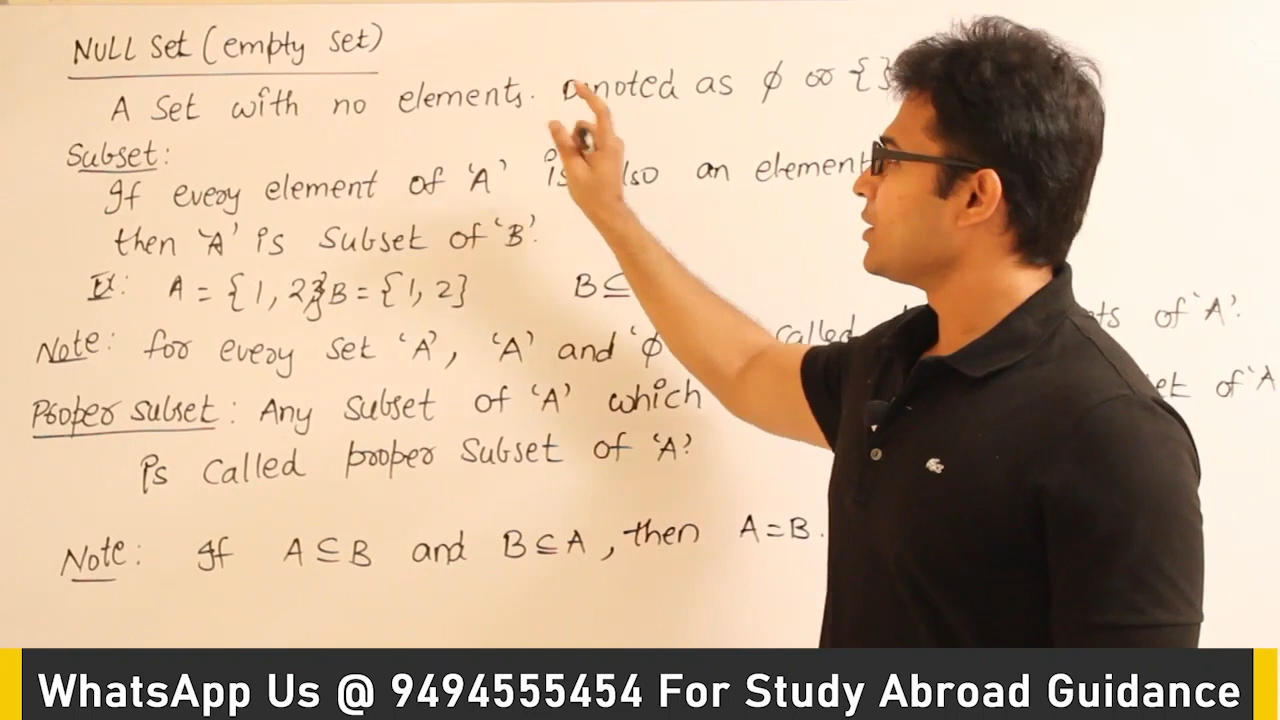 NULL Set (empty set)
A set with no elements. Denoted as ϕ or { }
Subset:
If every element of 'A' is also an element
then 'A' is subset of 'B'.
Ex: A = {1, 2} B = {1, 2} B ⊆
Note: for every set 'A', 'A' and 'ϕ called of 'A'.
Proper subset: Any subset of 'A' which of 'A
is called proper subset of 'A'
Note: If A ⊆ B and B ⊆ A, then A = B.
WhatsApp Us @ 9494555454 For Study Abroad Guidance